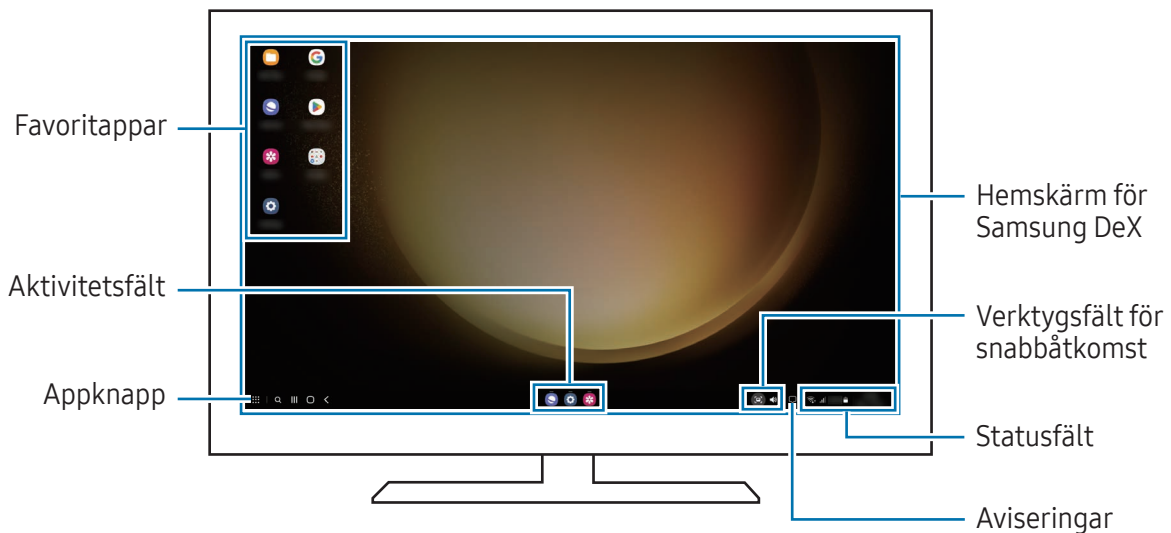 Favoritappar
Aktivitetsfält
Appknapp
Hemskärm för
Samsung DeX
Verktygsfält för
snabbåtkomst
Statusfält
Aviseringar